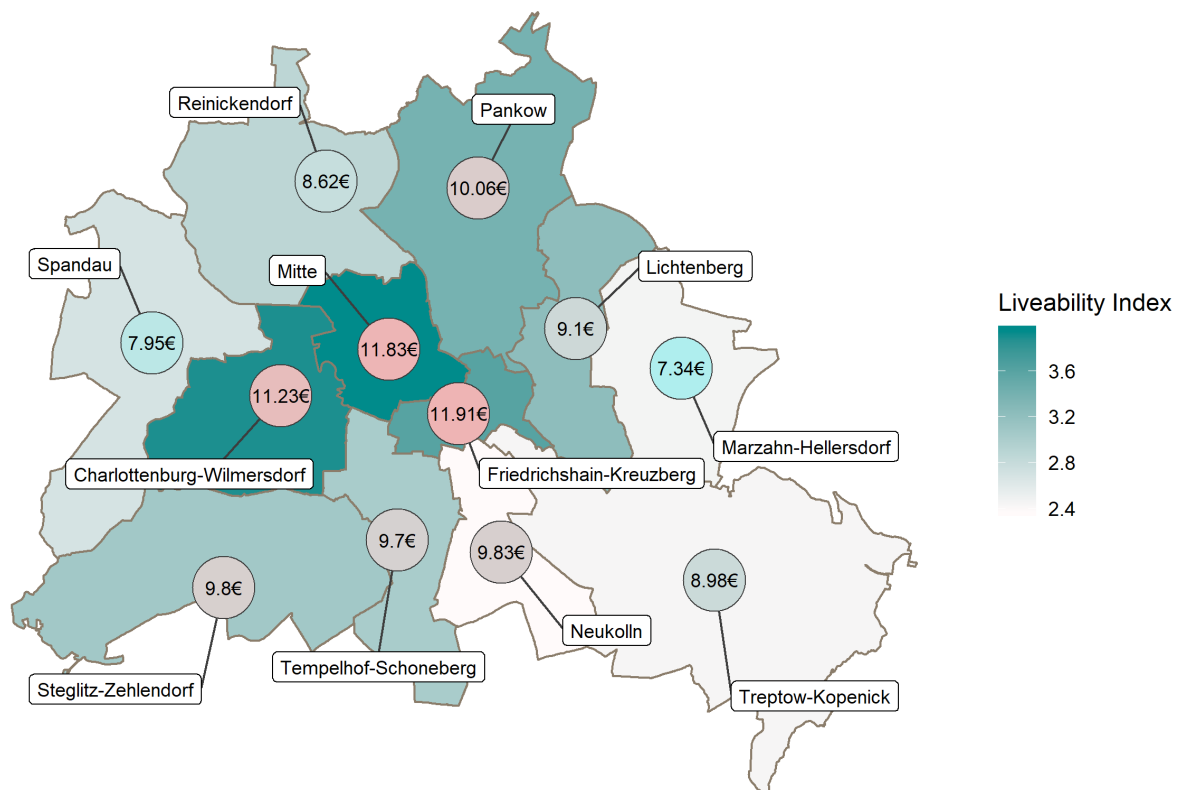 Reinickendorf
Pankow
8.62€
10.06€
Spandau
Mitte
Lichtenberg
7.95€
11.83€
9.1€
7.34€
11.23€
11.91€
Charlottenburg-Wilmersdorf
Friedrichshain-Kreuzberg
Marzahn-Hellersdorf
9.7€
9.83€
9.8€
8.98€
Neukolln
Tempelhof-Schoneberg
Steglitz-Zehlendorf
Treptow-Kopenick
Liveability Index
3.6
3.2
2.8
2.4